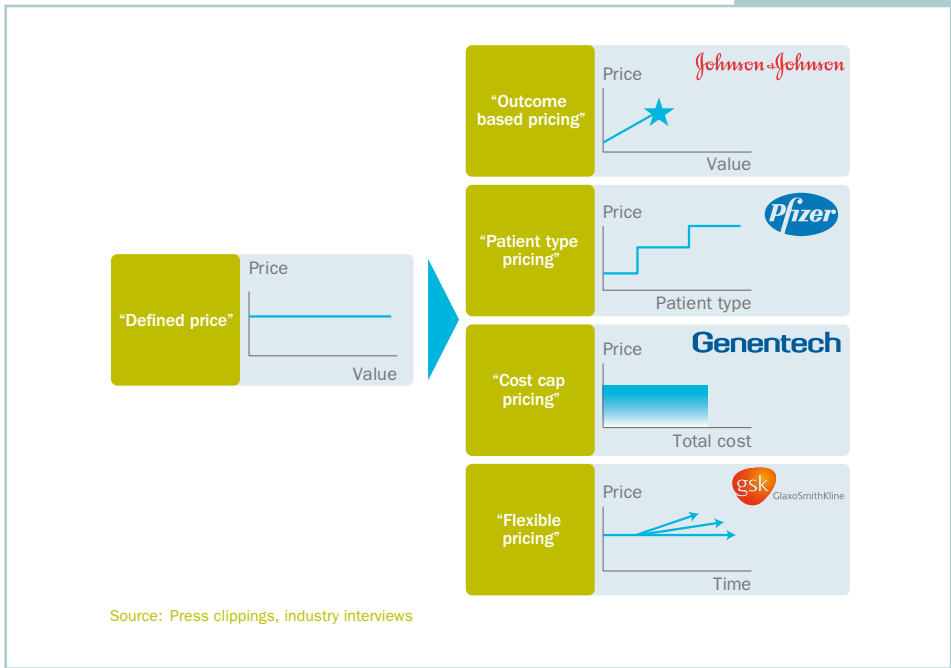 “Defined price”
Price
Value
“Outcome
based pricing”
Price
Johnson & Johnson
Value
“Patient type
pricing”
Price
Pfizer
Patient type
“Cost cap
pricing”
Price
Genentech
Total cost
“Flexible
pricing”
Price
gsk
GlaxoSmithKline
Time
Source: Press clippings, industry interviews